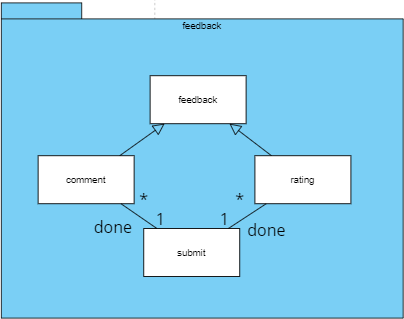 feedback
feedback
comment
rating
*
*
done
1
1
done
submit